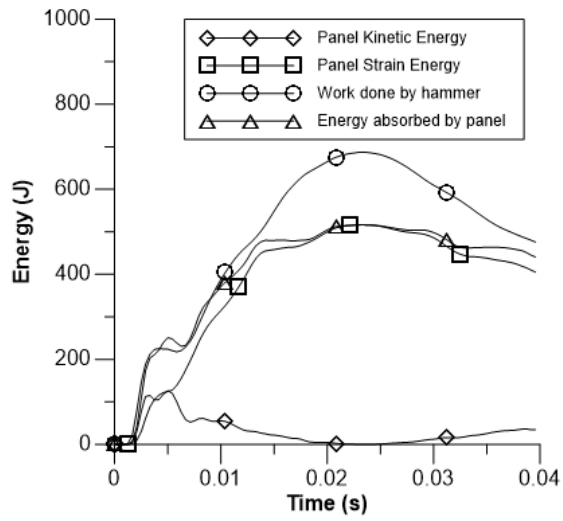 1000
800
600
400
200
0
Energy (J)
Panel Kinetic Energy
Panel Strain Energy
Work done by hammer
Energy absorbed by panel
0 0.01 0.02 0.03 0.04
Time (s)